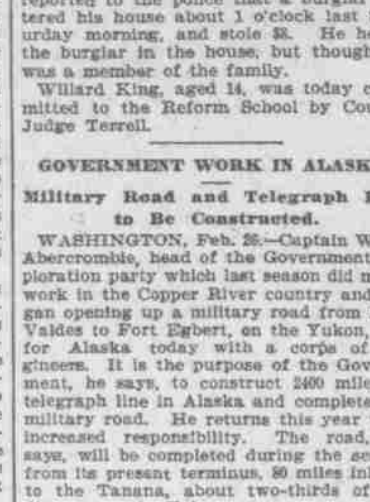 reported to the police that a burglar
tered his house about 1 o'clock last
urday morning, and stole $8. He he
the burglar in the house, but though
was a member of the family.
Willard King, aged 14, was today c
mitted to the Reform School by Cou
Judge Terrell.
GOVERNMENT WORK IN ALASK
Military Road and Telegraph
to Be Constructed.
WASHINGTON, Feb. 26.—Captain W
Abercrombie, head of the Government
ploration party which last season did m
work in the Copper River country and
gan opening up a military road from
Valdes to Fort Egbert, on the Yukon,
for Alaska today with a corps of
gineers. It is the purpose of the Gov
ment, he says, to construct 2400 mile
telegraph line in Alaska and complete
military road. He returns this year
increased responsibility. The road,
says, will be completed during the se
from its present terminus, 80 miles inl
to the Tanana, about two-thirds of